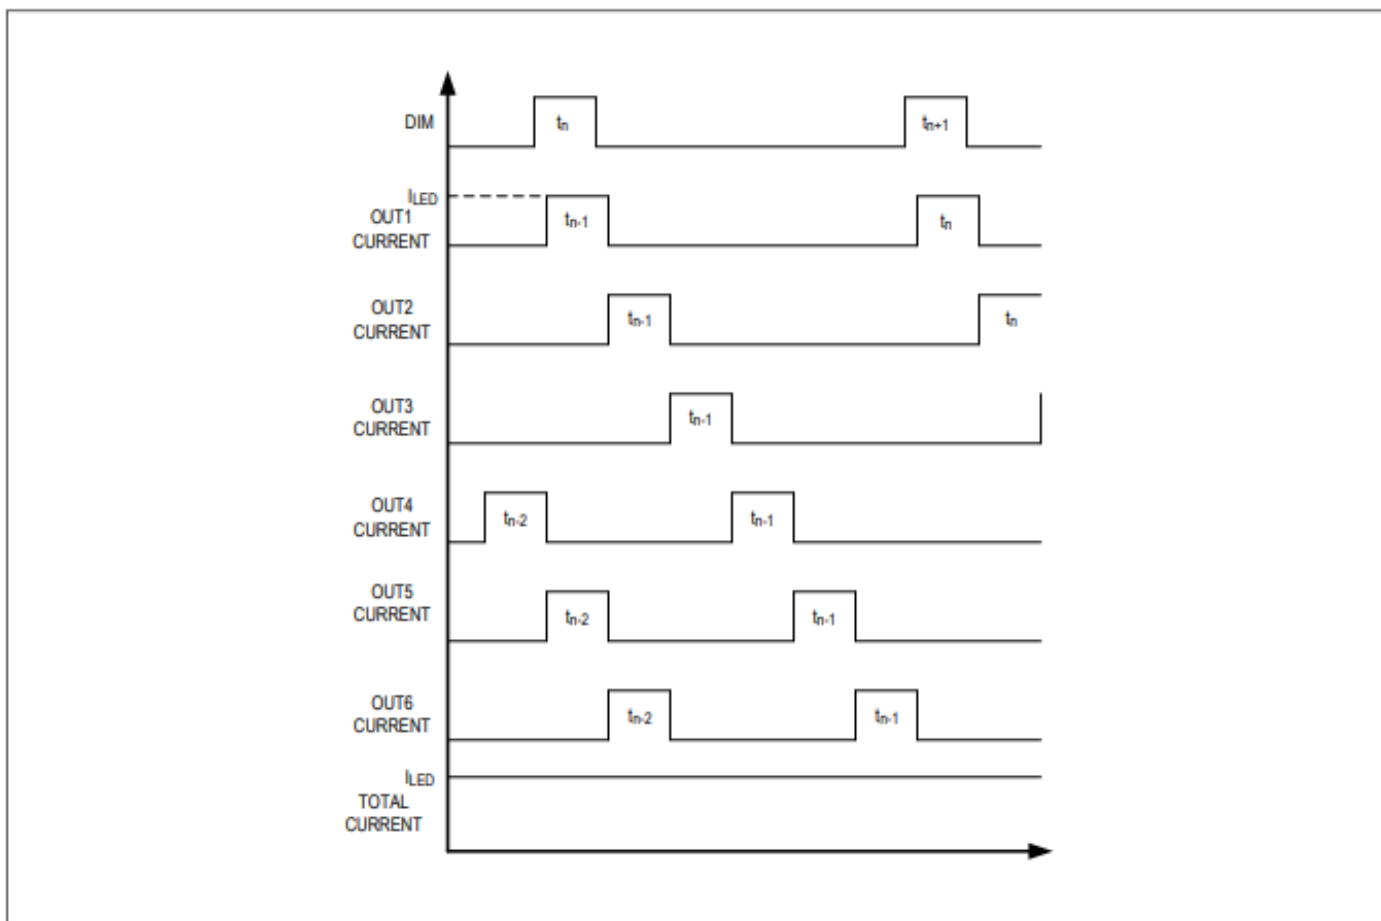 DIM
tn
tn+1
ILED
OUT1
CURRENT
tn-1
tn
OUT2
CURRENT
tn-1
tn
OUT3
CURRENT
tn-1
OUT4
CURRENT
tn-2
tn-1
OUT5
CURRENT
tn-2
tn-1
OUT6
CURRENT
tn-2
tn-1
ILED
TOTAL
CURRENT